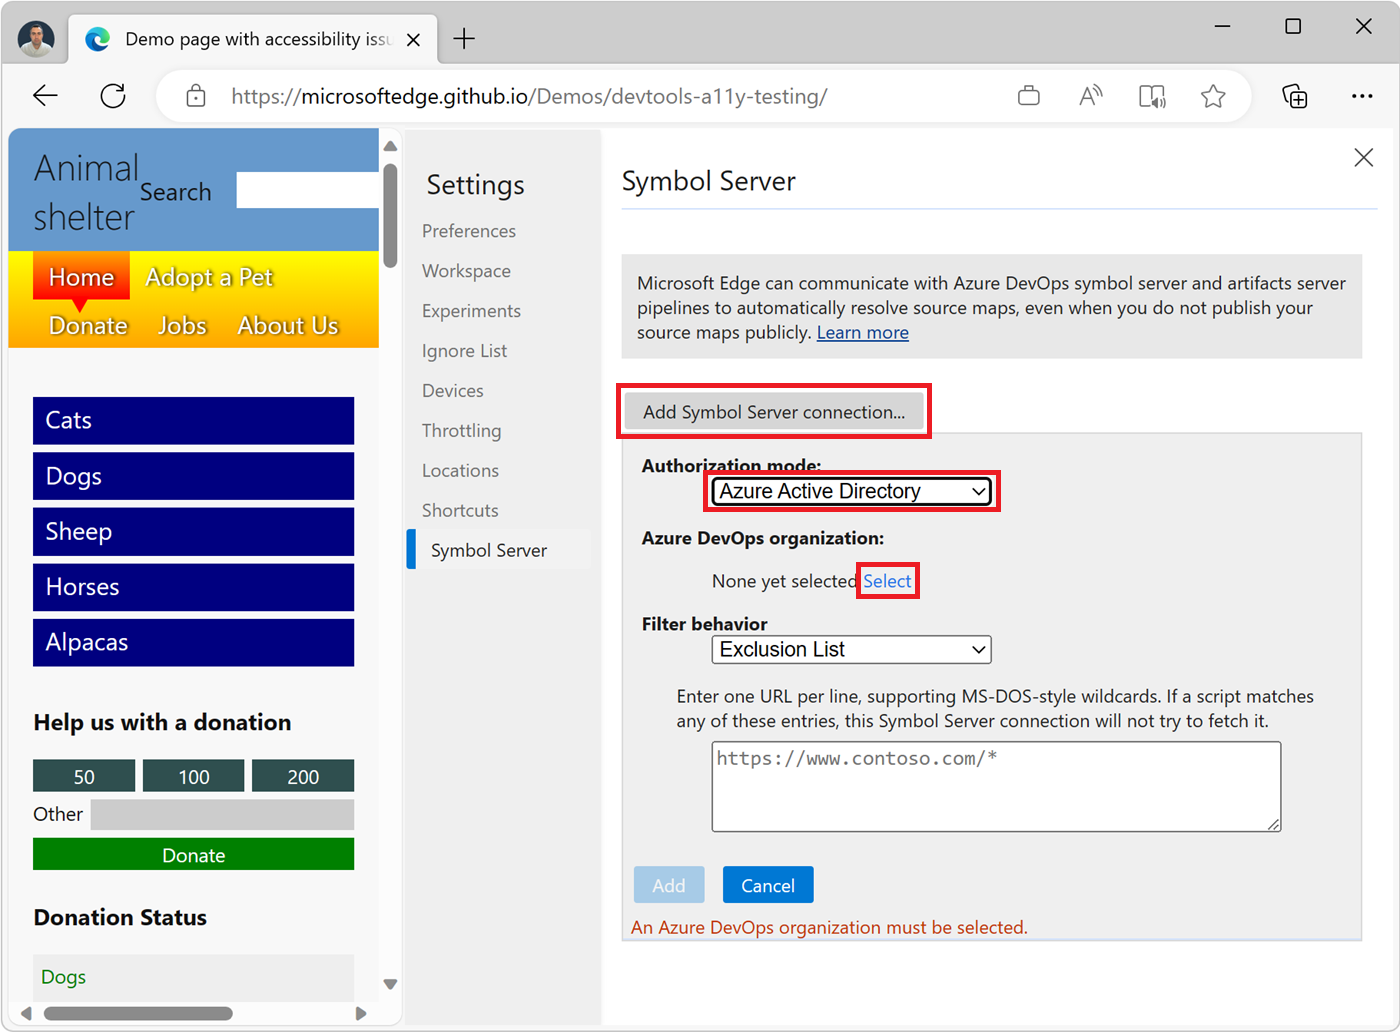 Demo page with accessibility issu
https://microsoftedge.github.io/Demos/devtools-a11y-testing/
Animal
shelter
Search
Home
Adopt a Pet
Donate
Jobs
About Us
Cats
Dogs
Sheep
Horses
Alpacas
Help us with a donation
50
100
200
Other
Donate
Donation Status
Dogs
Settings
Preferences
Workspace
Experiments
Ignore List
Devices
Throttling
Locations
Shortcuts
Symbol Server
Symbol Server
Microsoft Edge can communicate with Azure DevOps symbol server and artifacts server
pipelines to automatically resolve source maps, even when you do not publish your
source maps publicly. Learn more
Add Symbol Server connection...
Authorization mode:
Azure Active Directory
Azure DevOps organization:
None yet selected Select
Filter behavior
Exclusion List
Enter one URL per line, supporting MS-DOS-style wildcards. If a script matches
any of these entries, this Symbol Server connection will not try to fetch it.
https://www.contoso.com/*
Add
Cancel
An Azure DevOps organization must be selected.